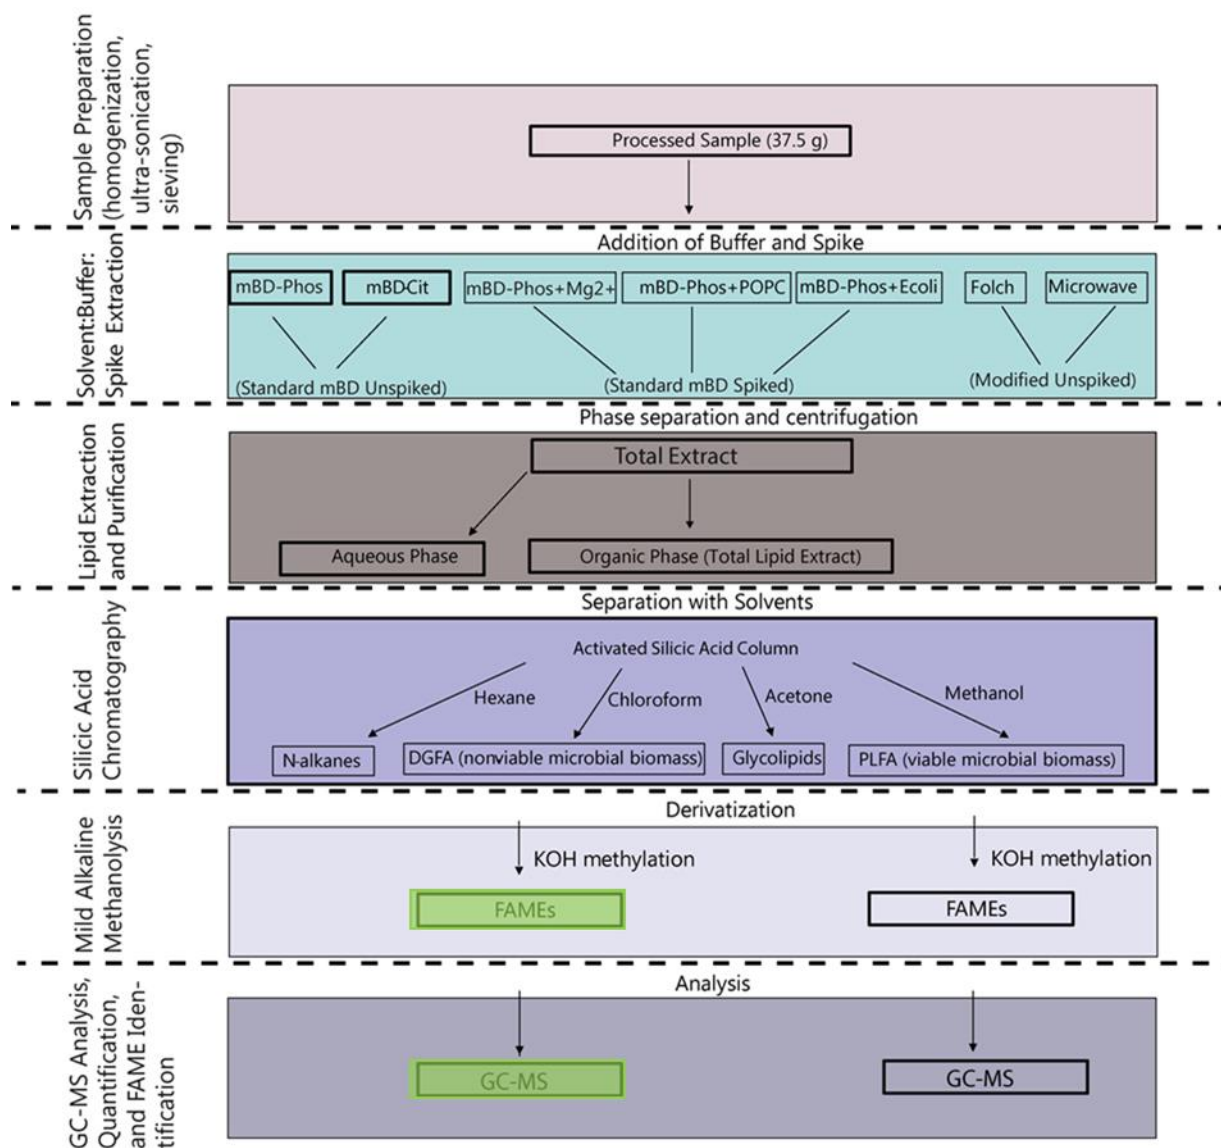 Sample Preparation
(homogenization,
ultra-sonication,
sieving)
Processed Sample (37.5 g)
Addition of Buffer and Spike
Solvent:Buffer:
Spike Extraction
mBD-Phos
mBD-Cit
mBD-Phos+Mg2+
mBD-Phos+POPC
mBD-Phos+Ecoli
Folch
Microwave
(Standard mBD Unspiked)
(Standard mBD Spiked)
(Modified Unspiked)
Phase separation and centrifugation
Lipid Extraction
and Purification
Total Extract
Aqueous Phase
Organic Phase (Total Lipid Extract)
Separation with Solvents
Silicic Acid
Chromatography
Activated Silicic Acid Column
Hexane
Chloroform
Acetone
Methanol
N-alkanes
DGFA (nonviable microbial biomass)
Glycolipids
PLFA (viable microbial biomass)
Derivatization
Mild Alkaline
Methanolysis
KOH methylation
KOH methylation
FAMEs
FAMEs
Analysis
GC-MS Analysis,
Quantification,
and FAME Iden-
tification
GC-MS
GC-MS